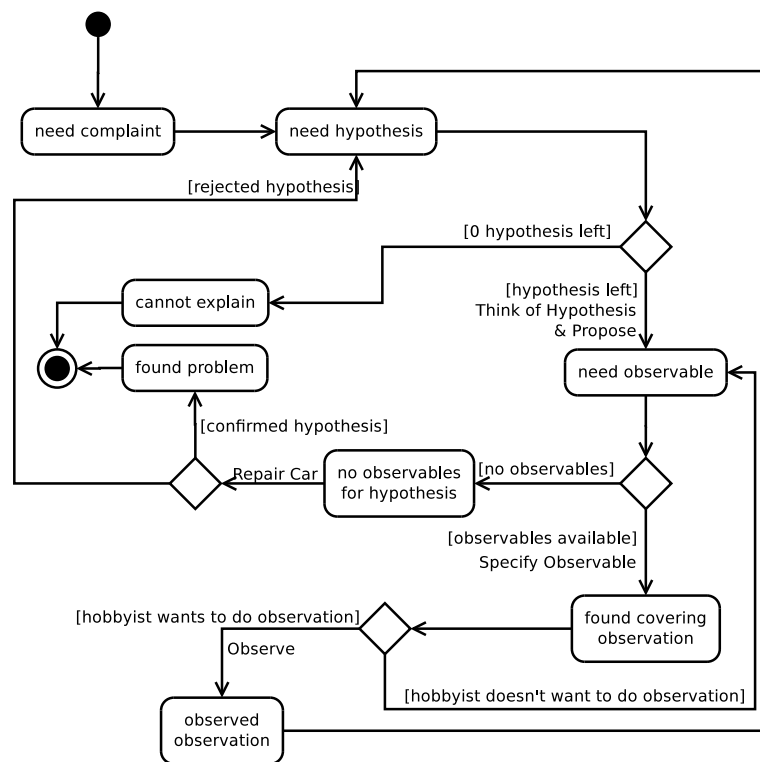 need complaint
need hypothesis
[rejected hypothesis]
[0 hypothesis left]
cannot explain
[hypothesis left]
Think of Hypothesis
& Propose
found problem
need observable
[confirmed hypothesis]
Repair Car
no observables
for hypothesis
[no observables]
[observables available]
Specify Observable
[hobbyist wants to do observation]
Observe
found covering
observation
[hobbyist doesn't want to do observation]
observed
observation